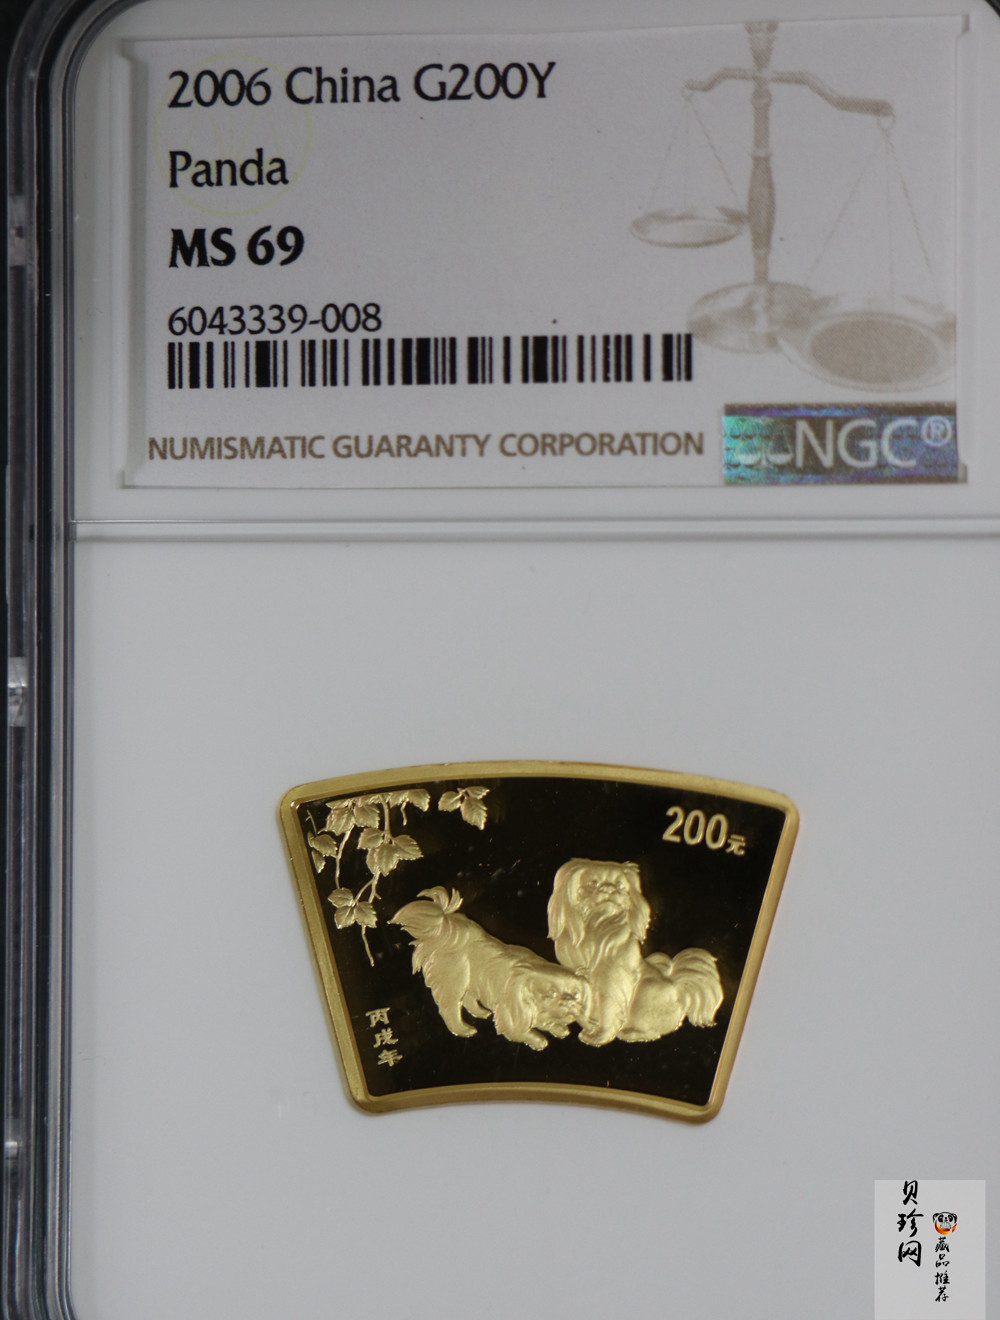 2006 China G200Y
Panda
MS 69
6043339-008
NUMISMATIC GUARANTY CORPORATION
NGC®
200元
丙戌年
贝珍网
藏品推荐